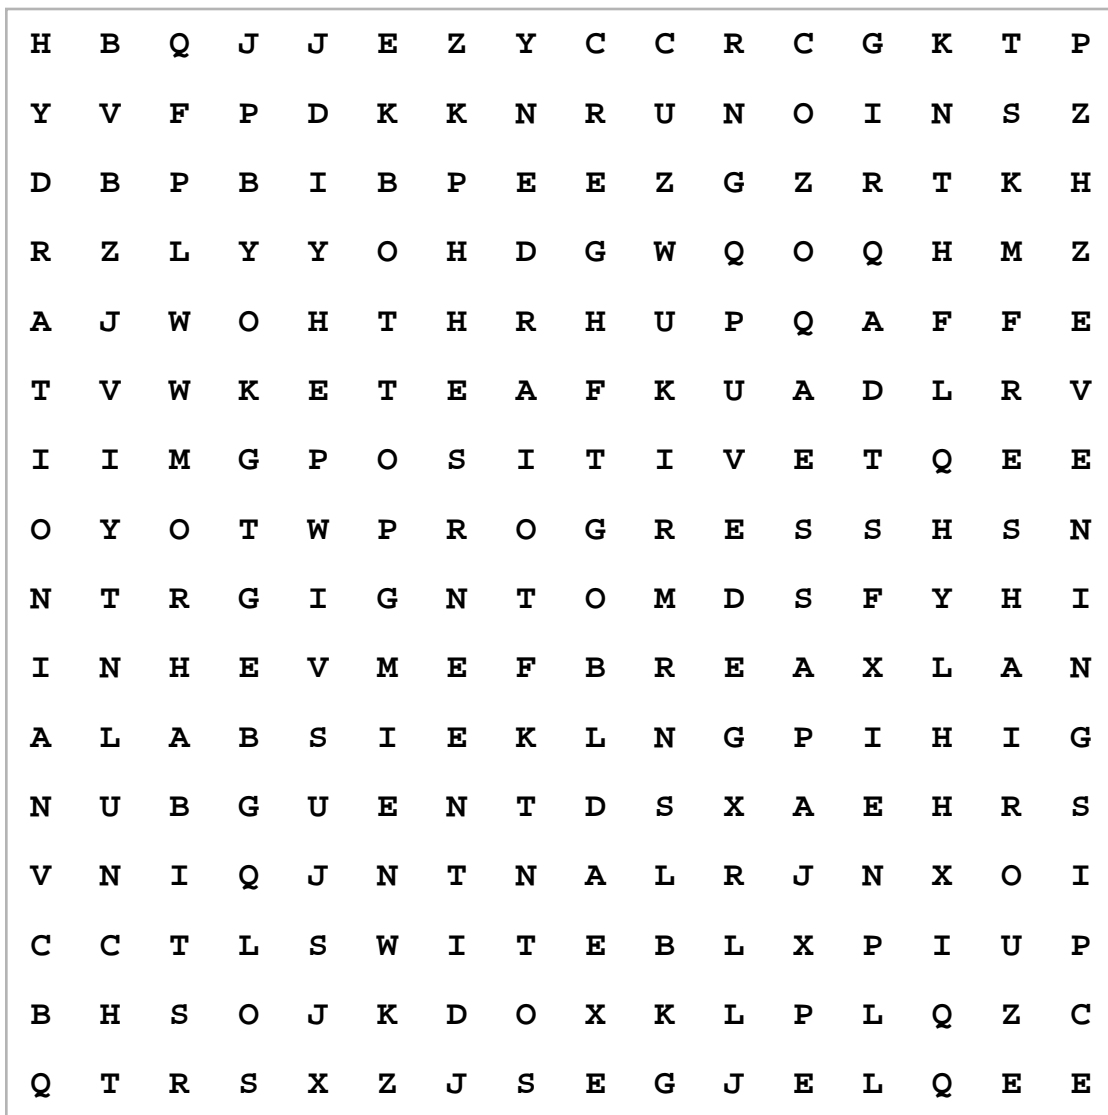 H B Q J J E Z Y C C R C G K T P
Y V F P D K K N R U N O I N S Z
D B P B I B P E E Z G Z R T K H
R Z L Y Y O H D G W Q O Q H M Z
A J W O H T H R H U P Q A F F E
T V W K E T E A F K U A D L R V
I I M G P O S I T I V E T Q E E
O Y O T W P R O G R E S S H S N
N T R G I G N T O M D S F Y H I
I N H E V M E F B R E A X L A N
A L A B S I E K L N G P I H I G
N U B G U E N T D S X A E H R S
V N I Q J N T N A L R J N X O I
C C T L S W I T E B L X P I U P
B H S O J K D O X K L P L Q Z C
Q T R S X Z J S E G J E L Q E E